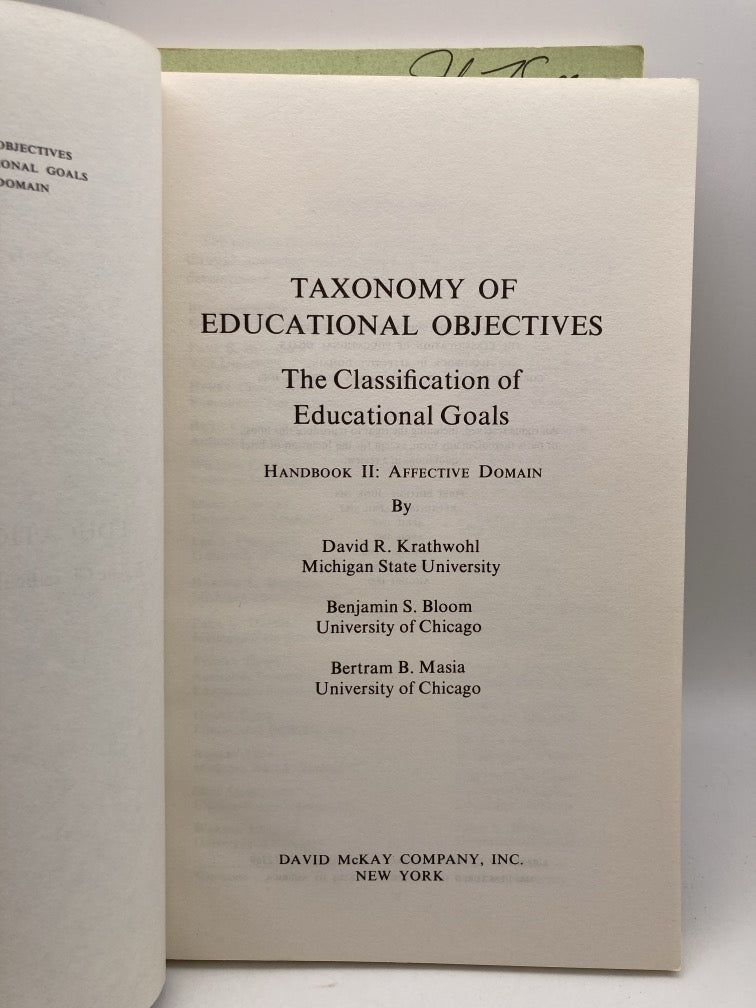 OBJECTIVES
IONAL GOALS
DOMAIN
TAXONOMY OF
EDUCATIONAL OBJECTIVES
The Classification of
Educational Goals
HANDBOOK II: AFFECTIVE DOMAIN
By
David R. Krathwohl
Michigan State University
Benjamin S. Bloom
University of Chicago
Bertram B. Masia
University of Chicago
DAVID McKAY COMPANY, INC.
NEW YORK